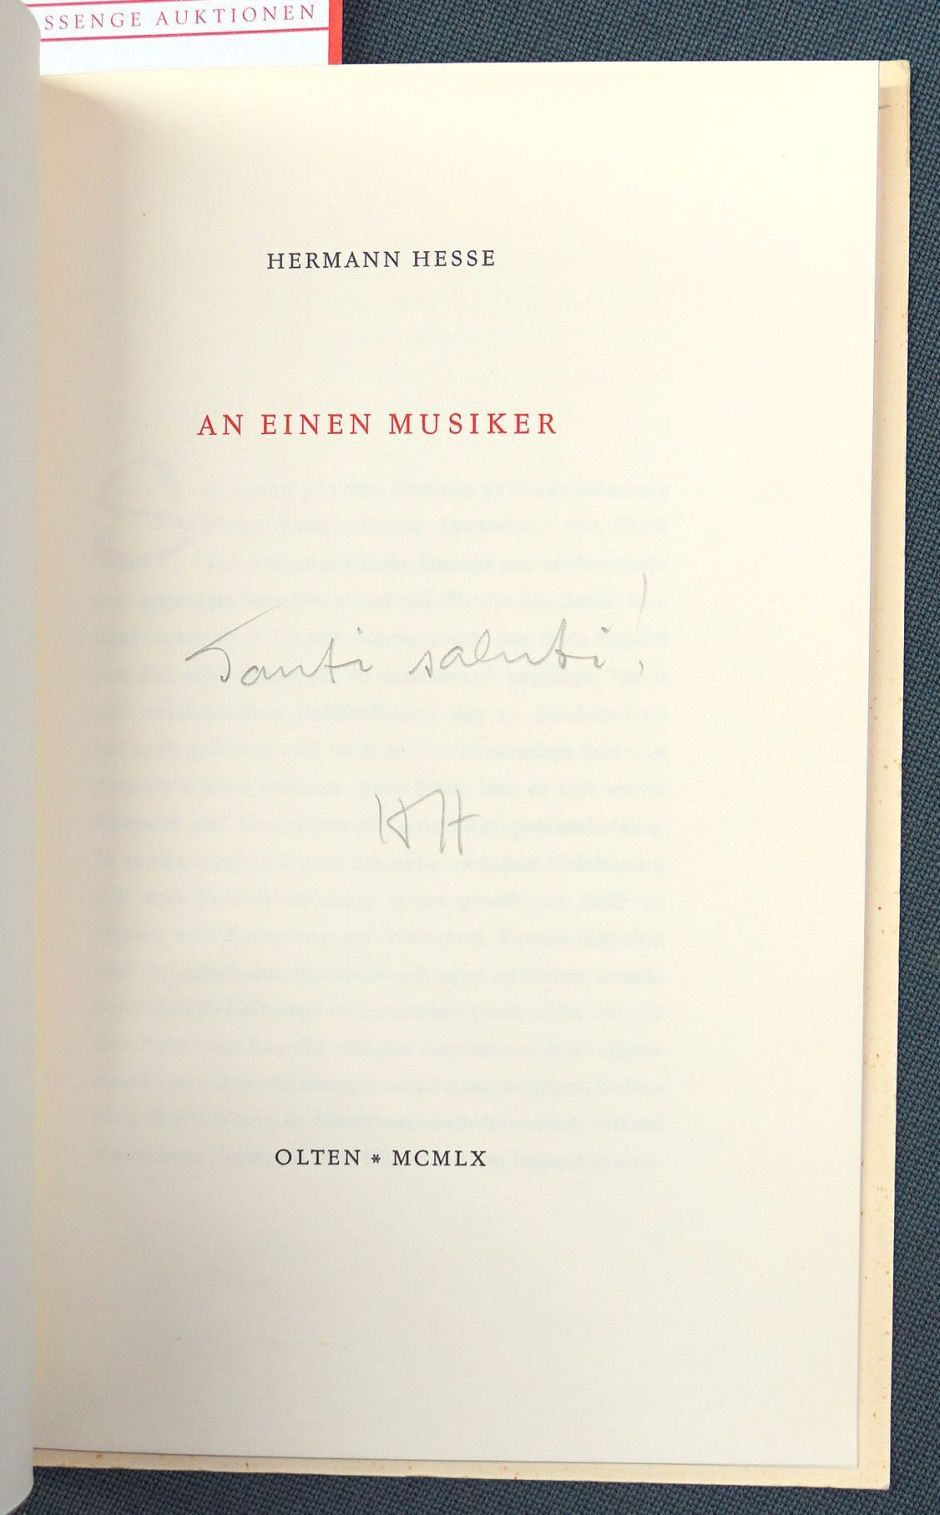 SSENGE AUKTIONEN
HERMANN HESSE
AN EINEN MUSIKER
Tanti saluti!
HH
OLTEN * MCMLX